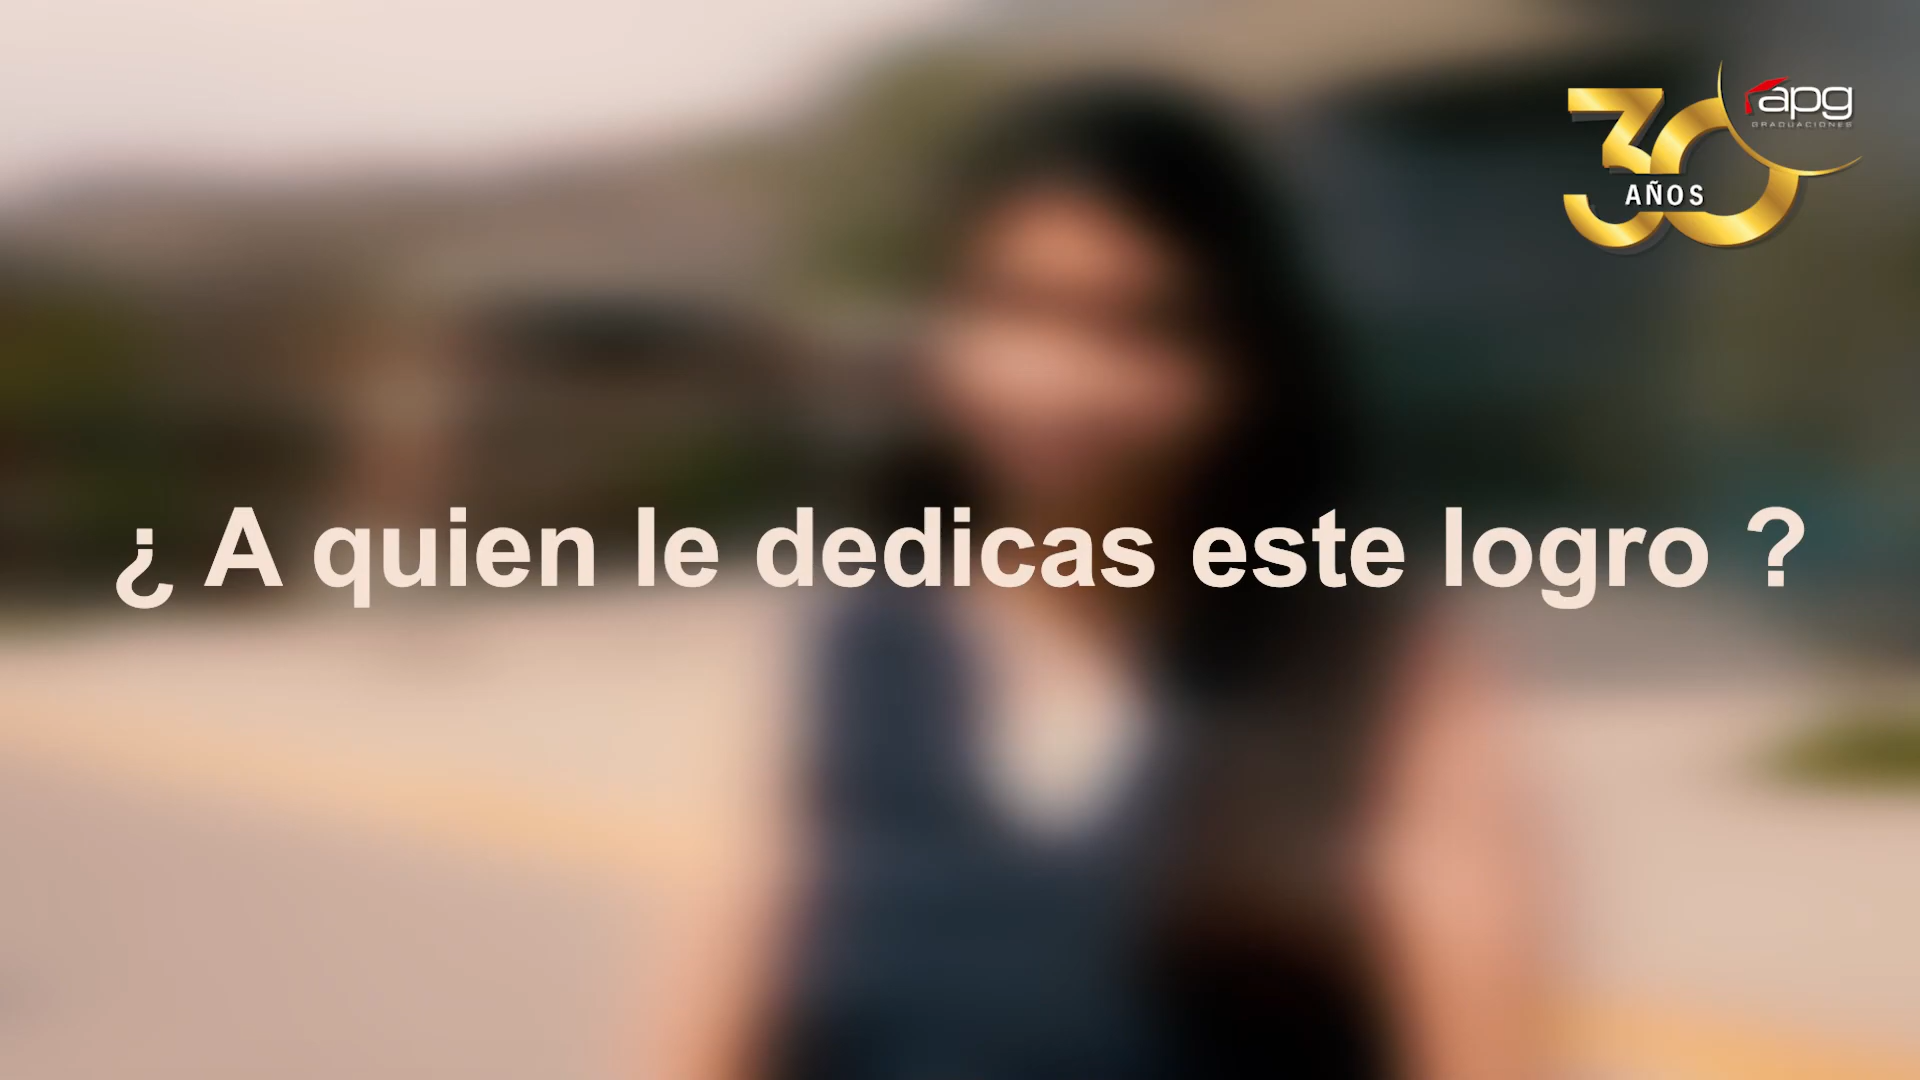 30
AÑOS
apg
GRADUACIONES
¿ A quien le dedicas este logro ?